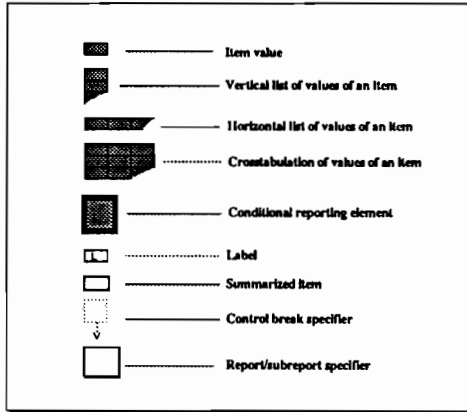 Item value
Vertical list of values of an item
Horizontal list of values of an item
Crosstabulation of values of an item
Conditional reporting element
L Label
Summarized item
Control break specifier
Report/subreport specifier